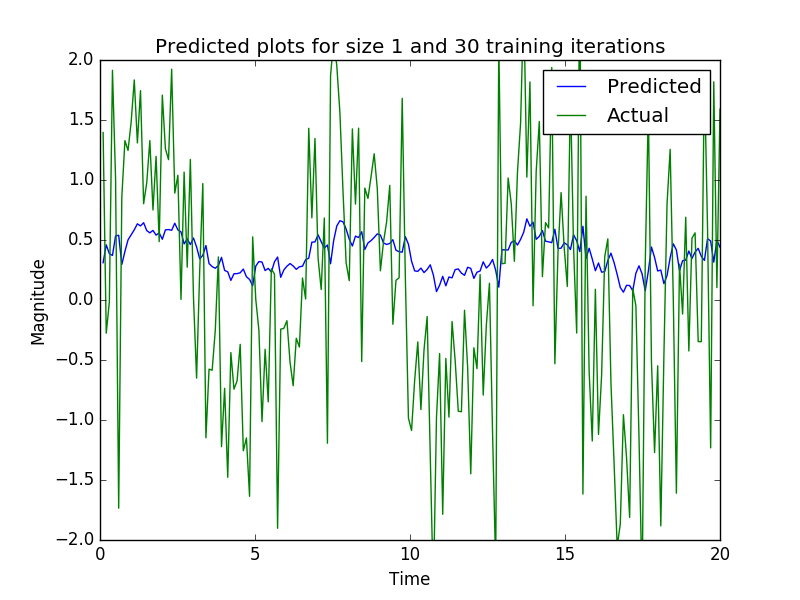 Predicted plots for size 1 and 30 training iterations
Predicted
Actual
Magnitude
2.0
1.5
1.0
0.5
0.0
−0.5
−1.0
−1.5
−2.0
0
5
10
15
20
Time